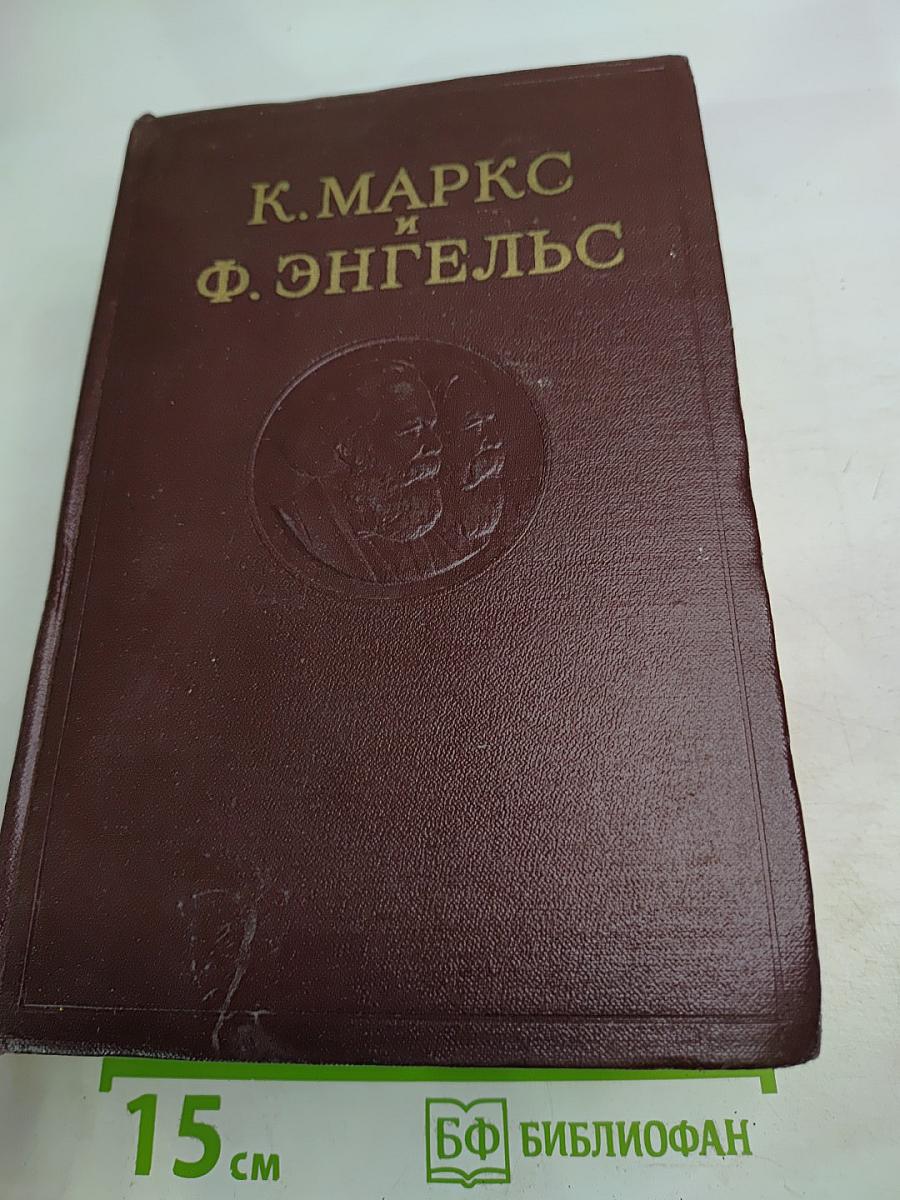 К. МАРКС
и
Ф. ЭНГЕЛЬС
15 см
БФ БИБЛИОФАН